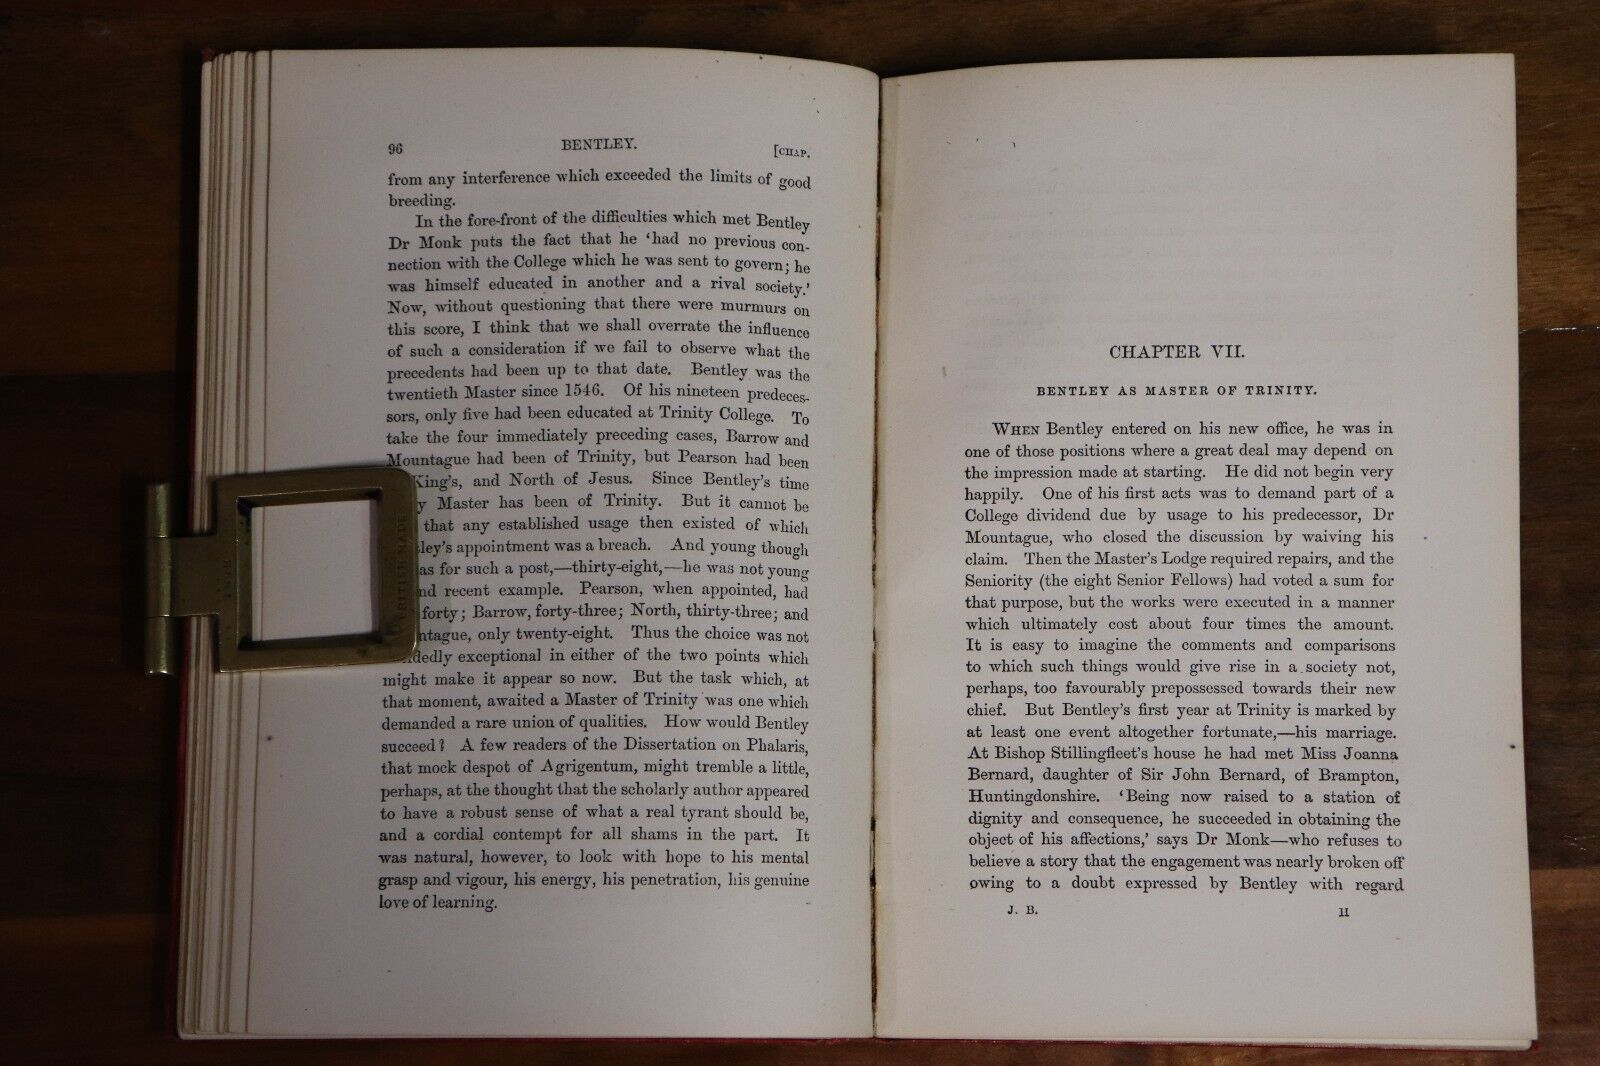 96 BENTLEY. [CHAP.
from any interference which exceeded the limits of good
breeding.
In the fore-front of the difficulties which met Bentley
Dr Monk puts the fact that he ‘had no previous con-
nection with the College which he was sent to govern; he
was himself educated in another and a rival society.’
Now, without questioning that there were murmurs on
this score, I think that we shall overrate the influence
of such a consideration if we fail to observe what the
precedents had been up to that date. Bentley was the
twentieth Master since 1546. Of his nineteen predeces-
sors, only five had been educated at Trinity College. To
take the four immediately preceding cases, Barrow and
Mountague had been of Trinity, but Pearson had been
King's, and North of Jesus. Since Bentley's time
y Master has been of Trinity. But it cannot be
that any established usage then existed of which
ley's appointment was a breach. And young though
as for such a post,—thirty-eight,—he was not young
nd recent example. Pearson, when appointed, had
forty; Barrow, forty-three; North, thirty-three; and
ntague, only twenty-eight. Thus the choice was not
dedly exceptional in either of the two points which
might make it appear so now. But the task which, at
that moment, awaited a Master of Trinity was one which
demanded a rare union of qualities. How would Bentley
succeed? A few readers of the Dissertation on Phalaris,
that mock despot of Agrigentum, might tremble a little,
perhaps, at the thought that the scholarly author appeared
to have a robust sense of what a real tyrant should be,
and a cordial contempt for all shams in the part. It
was natural, however, to look with hope to his mental
grasp and vigour, his energy, his penetration, his genuine
love of learning.
BRITISH MADE
CHAPTER VII.
BENTLEY AS MASTER OF TRINITY.
WHEN Bentley entered on his new office, he was in
one of those positions where a great deal may depend on
the impression made at starting. He did not begin very
happily. One of his first acts was to demand part of a
College dividend due by usage to his predecessor, Dr
Mountague, who closed the discussion by waiving his
claim. Then the Master's Lodge required repairs, and the
Seniority (the eight Senior Fellows) had voted a sum for
that purpose, but the works were executed in a manner
which ultimately cost about four times the amount.
It is easy to imagine the comments and comparisons
to which such things would give rise in a society not,
perhaps, too favourably prepossessed towards their new
chief. But Bentley's first year at Trinity is marked by
at least one event altogether fortunate,—his marriage.
At Bishop Stillingfleet's house he had met Miss Joanna
Bernard, daughter of Sir John Bernard, of Brampton,
Huntingdonshire. ‘Being now raised to a station of
dignity and consequence, he succeeded in obtaining the
object of his affections,’ says Dr Monk—who refuses to
believe a story that the engagement was nearly broken off
owing to a doubt expressed by Bentley with regard
J. B. H